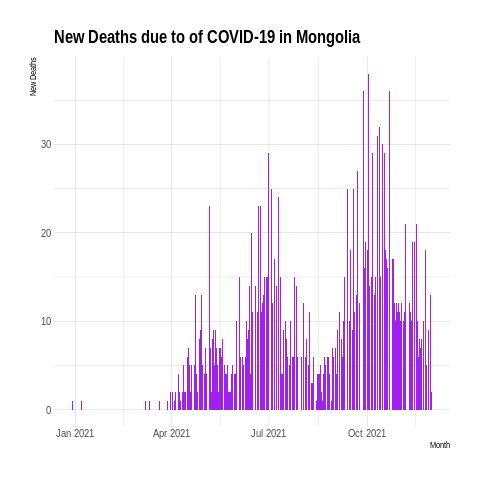 New Deaths due to of COVID-19 in Mongolia
New Deaths
30
20
10
0
Jan 2021 Apr 2021 Jul 2021 Oct 2021
Month